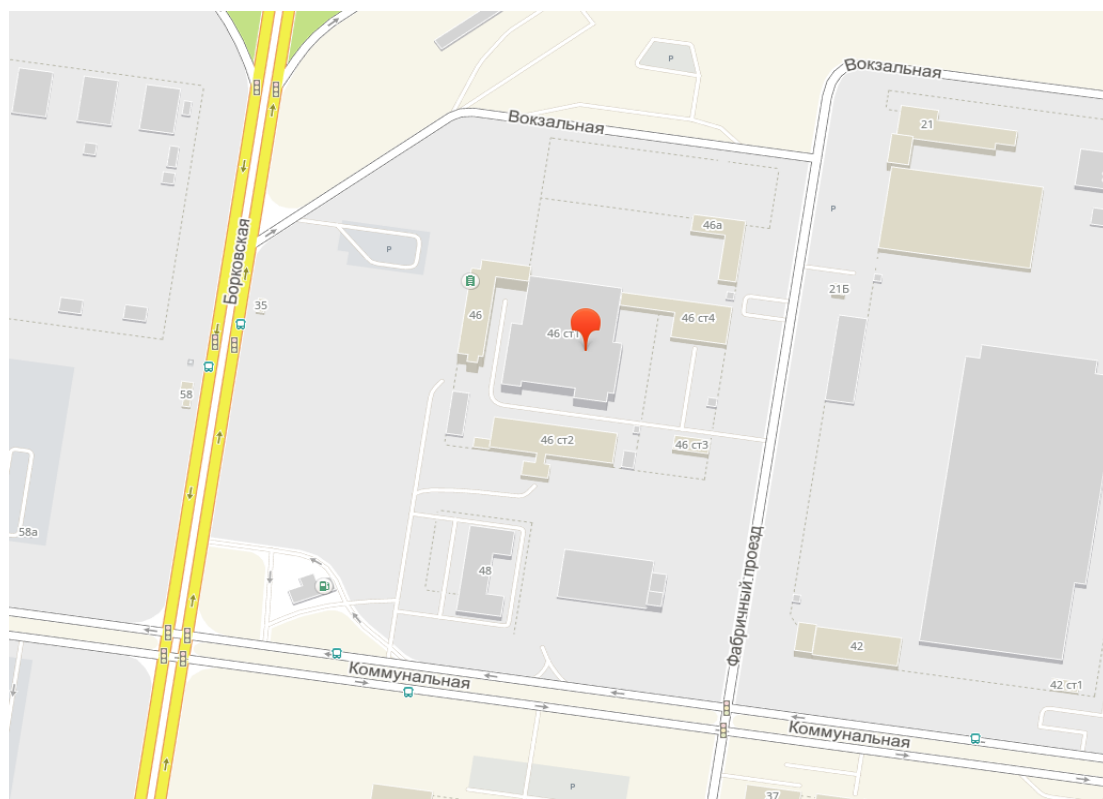 Вокзальная
P
Вокзальная
21
46а
P
Борковская
P
21Б
35
46
46 ст4
46 ст1
58
46 ст2
46 ст3
58а
Фабричный проезд
48
42
Коммунальная
42 ст1
Коммунальная
P
37